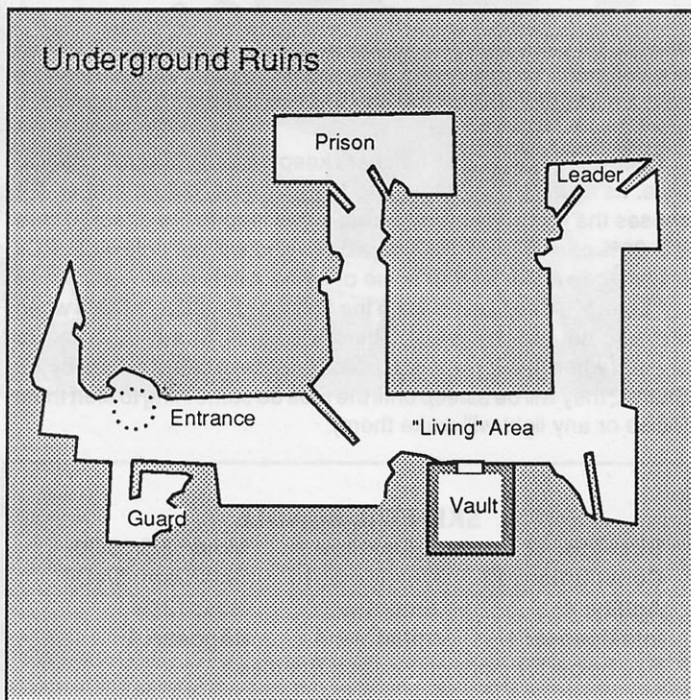 Underground Ruins
Prison
Leader
Entrance
"Living" Area
Guard
Vault